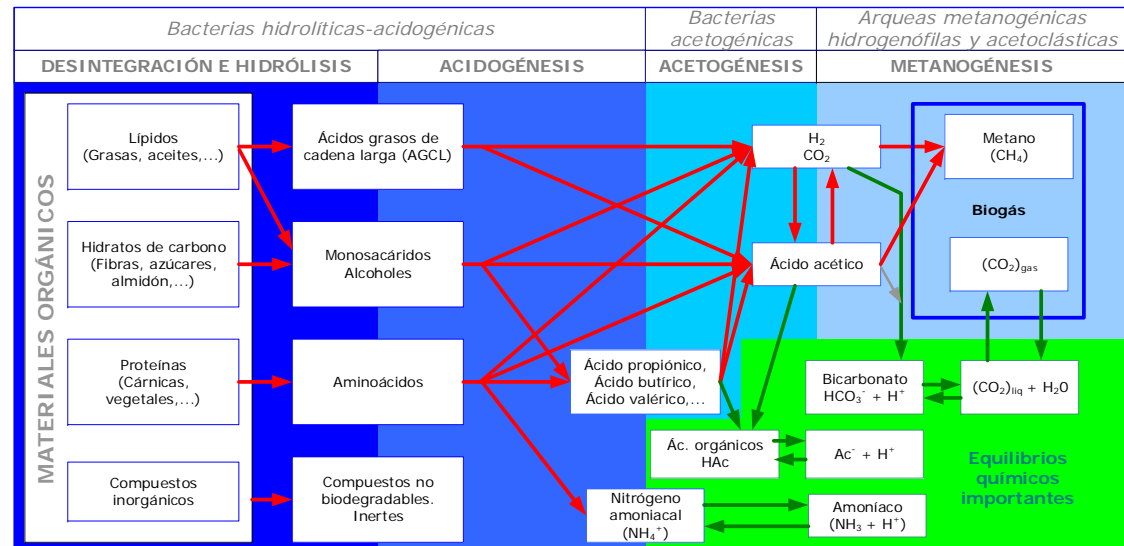 Bacterias hidrolíticas-acidogénicas
Bacterias
acetogénicas
Arqueas metanogénicas
hidrogenófilas y acetoclásticas
DESINTEGRACIÓN E HIDRÓLISIS
ACIDOGÉNESIS
ACETOGÉNESIS
METANOGÉNESIS
MATERIALES ORGÁNICOS
Lípidos
(Grasas, aceites,...)
Ácidos grasos de
cadena larga (AGCL)
H₂
CO₂
Metano
(CH₄)
Biogás
Hidratos de carbono
(Fibras, azúcares,
almidón,...)
Monosacáridos
Alcoholes
Ácido acético
(CO₂)gas
Proteínas
(Cárnicas,
vegetales,...)
Aminoácidos
Ácido propiónico,
Ácido butírico,
Ácido valérico,...
Bicarbonato
HCO₃⁻ + H⁺
(CO₂)liq + H₂0
Ác. orgánicos
HAc
Ac⁻ + H⁺
Equilibrios
químicos
importantes
Compuestos
inorgánicos
Compuestos no
biodegradables.
Inertes
Nitrógeno
amoniacal
(NH₄⁺)
Amoníaco
(NH₃ + H⁺)